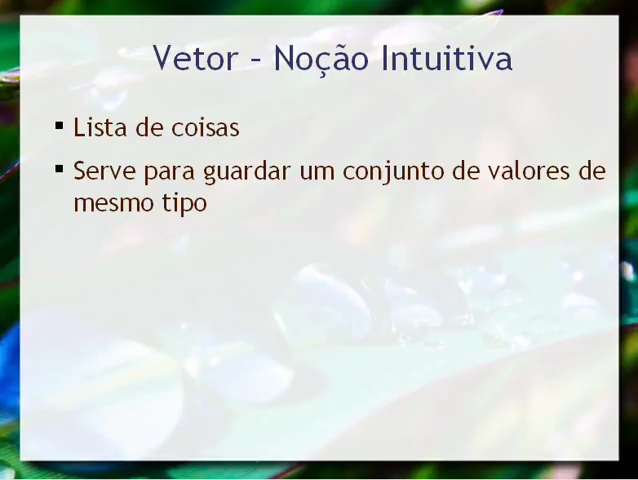 Vetor – Noção Intuitiva
▪ Lista de coisas
▪ Serve para guardar um conjunto de valores de
mesmo tipo